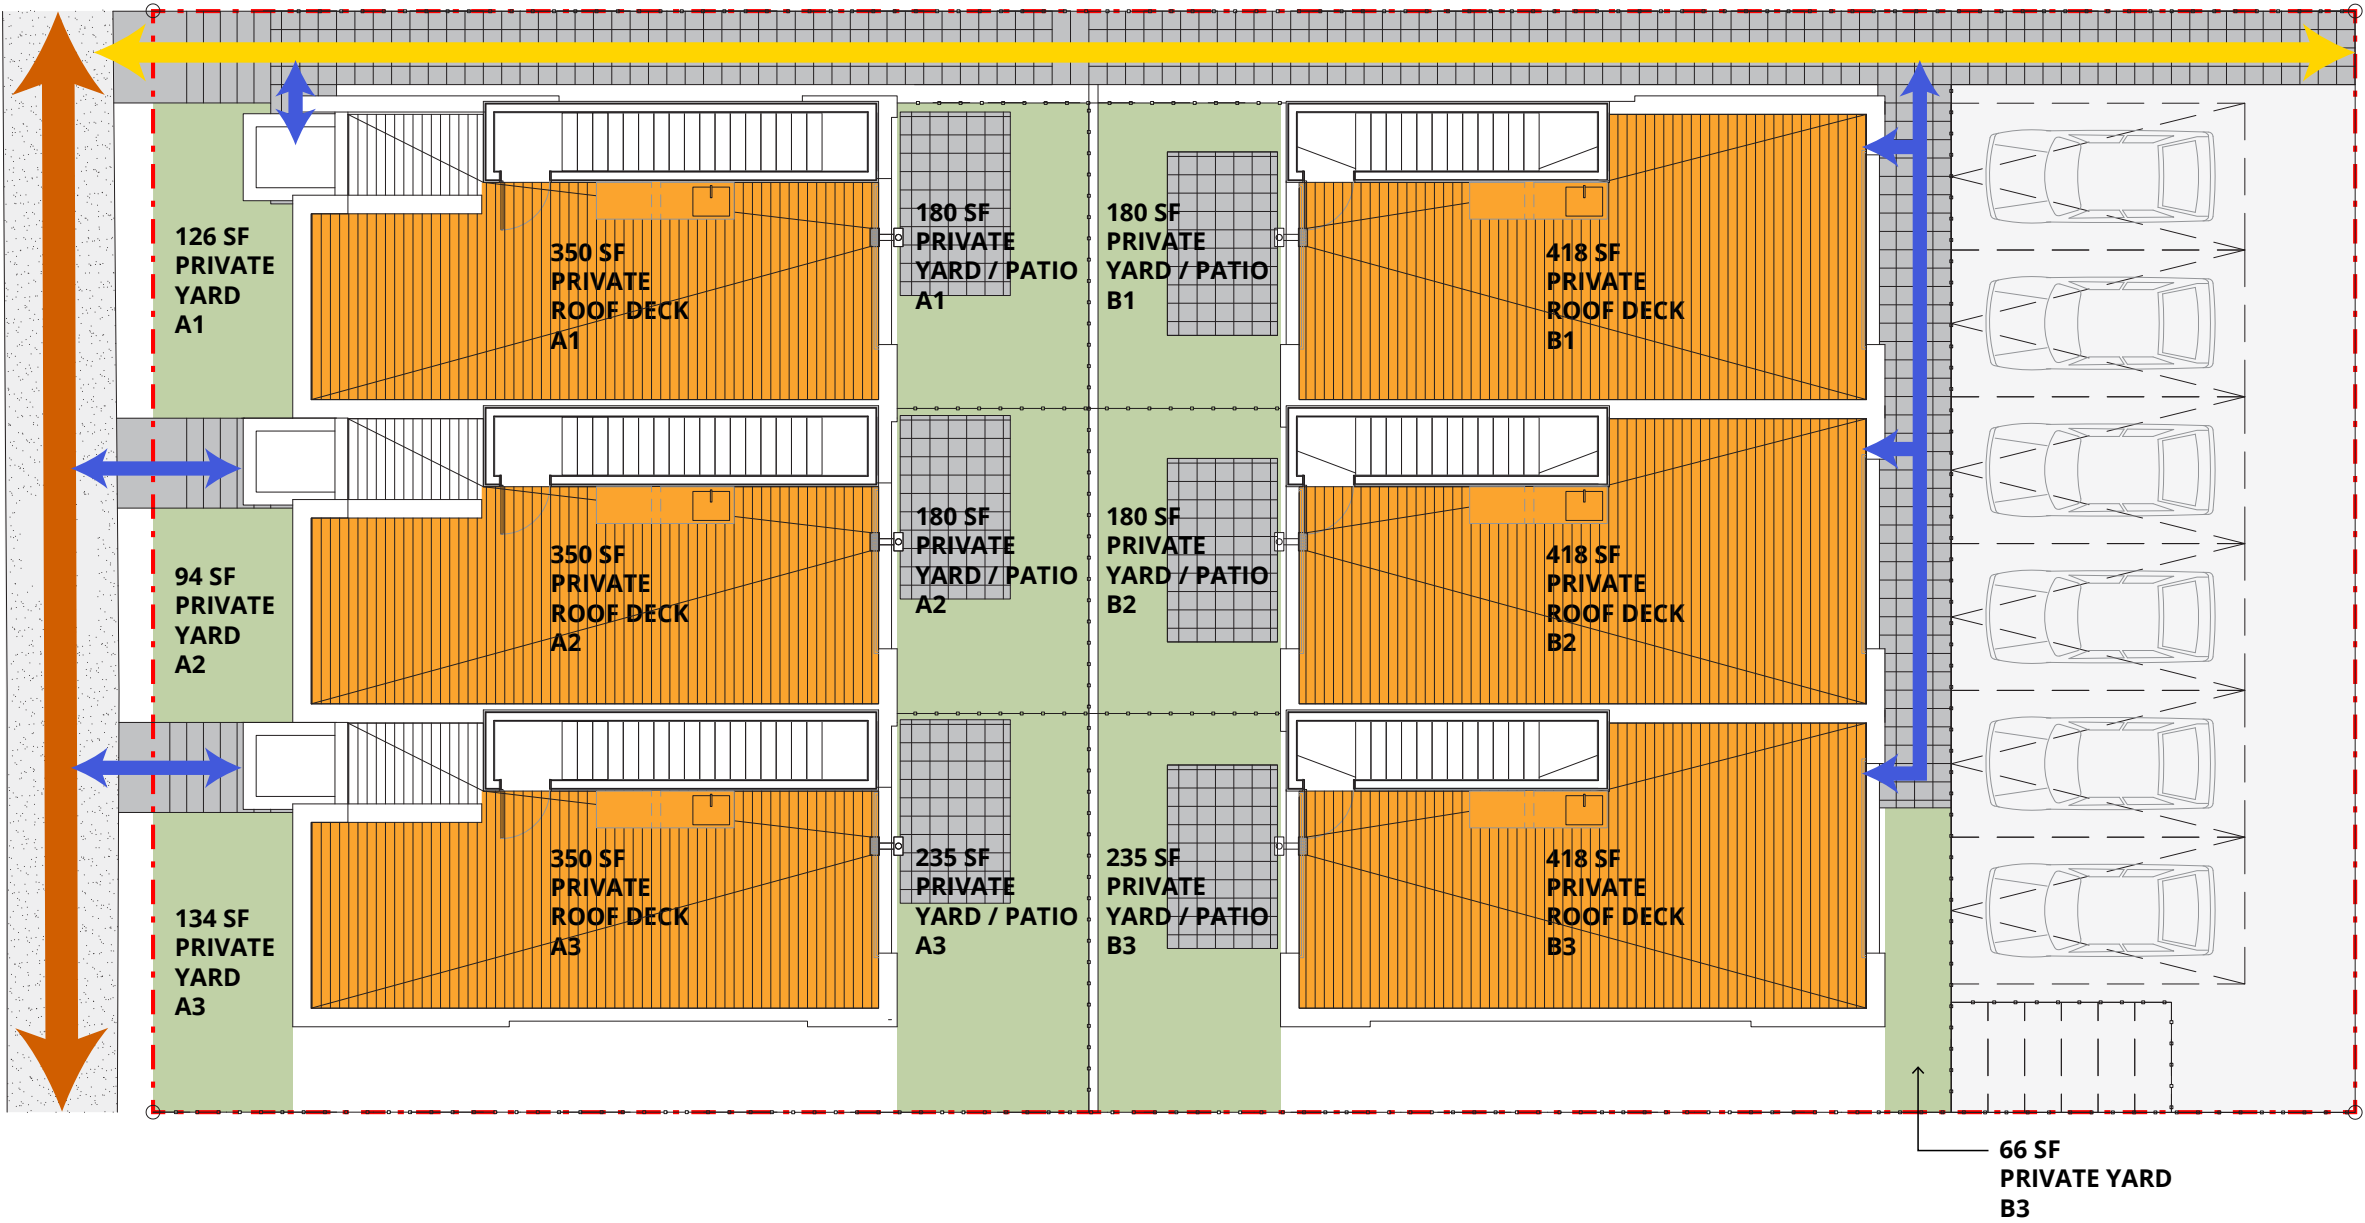 126 SF
PRIVATE
YARD
A1
350 SF
PRIVATE
ROOF DECK
A1
180 SF
PRIVATE
YARD / PATIO
A1
180 SF
PRIVATE
YARD / PATIO
B1
418 SF
PRIVATE
ROOF DECK
B1
94 SF
PRIVATE
YARD
A2
350 SF
PRIVATE
ROOF DECK
A2
180 SF
PRIVATE
YARD / PATIO
A2
180 SF
PRIVATE
YARD / PATIO
B2
418 SF
PRIVATE
ROOF DECK
B2
134 SF
PRIVATE
YARD
A3
350 SF
PRIVATE
ROOF DECK
A3
235 SF
PRIVATE
YARD / PATIO
A3
235 SF
PRIVATE
YARD / PATIO
B3
418 SF
PRIVATE
ROOF DECK
B3
66 SF
PRIVATE YARD
B3